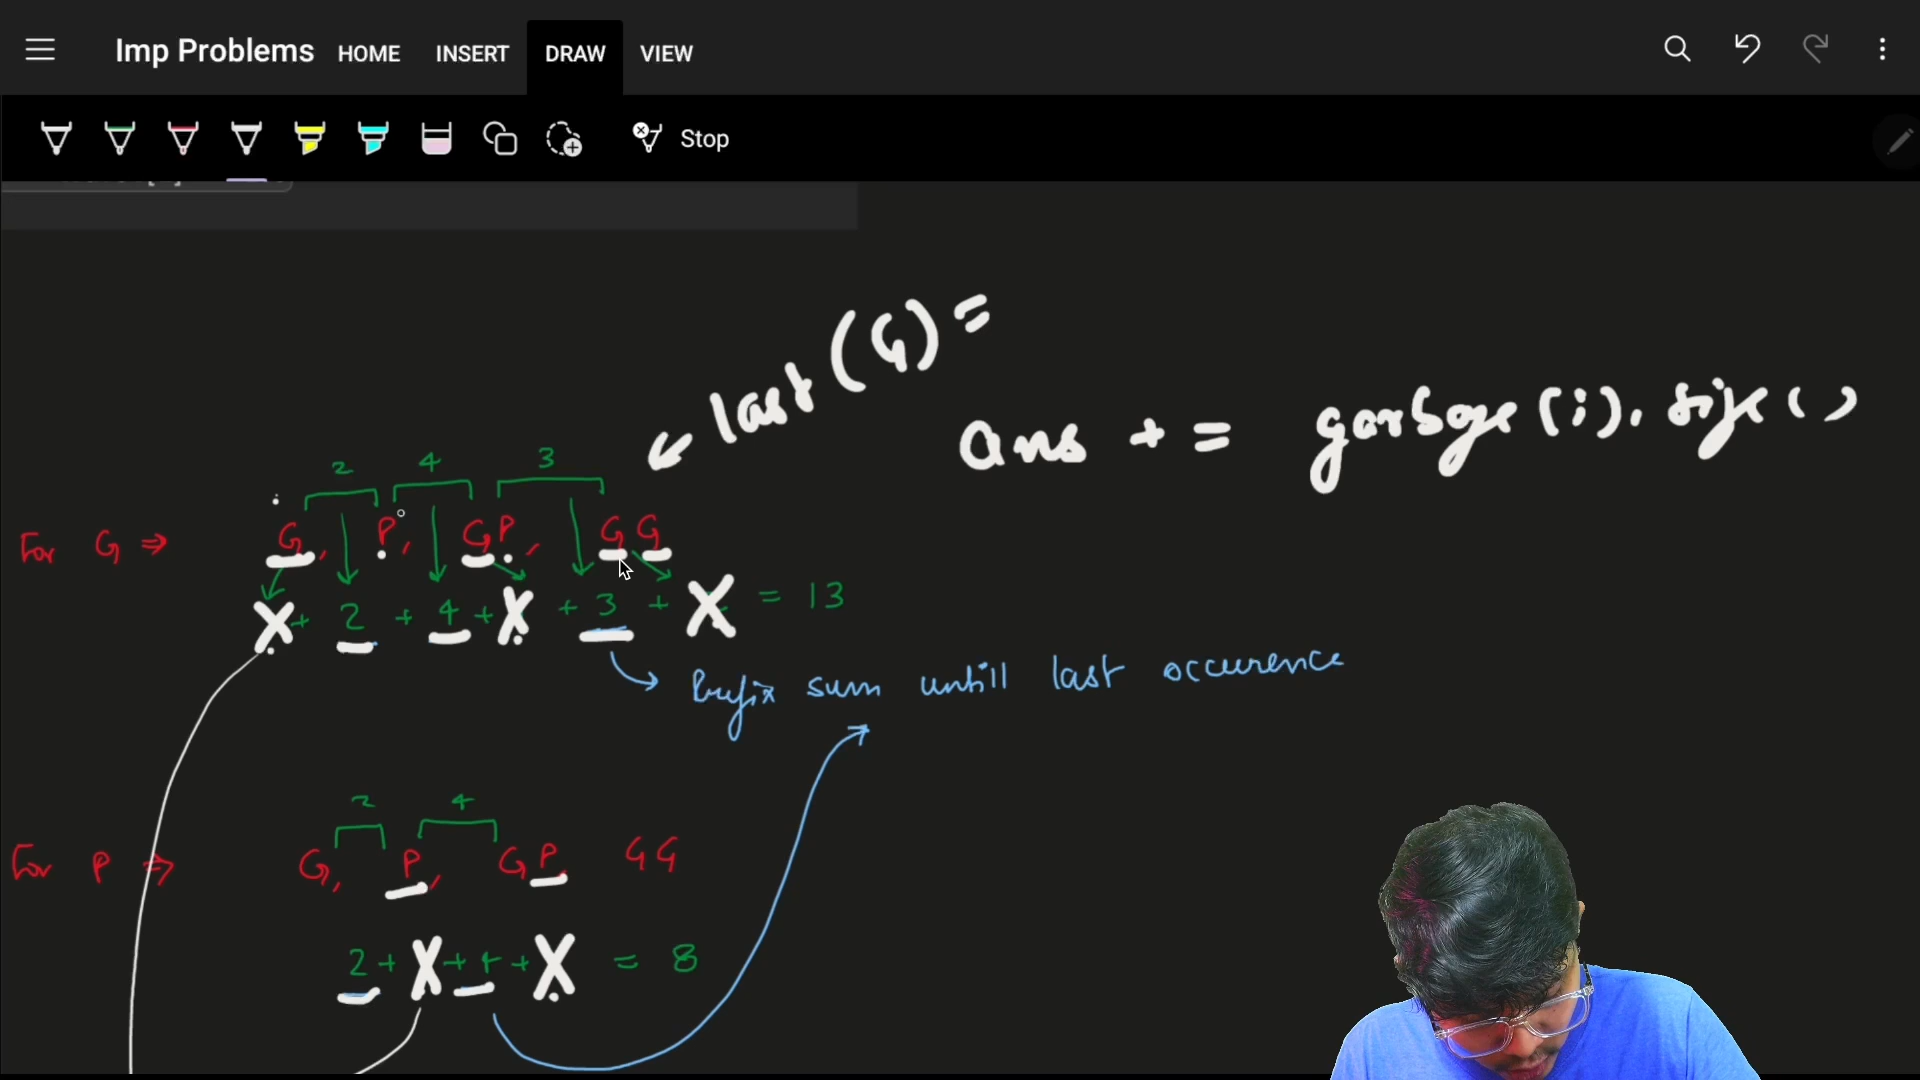 Imp Problems HOME INSERT DRAW VIEW
Stop
last(G) =
ans += garbage(i).size()
2 4 3
For G ⇒ G, P, GP, GG
X + 2 + 4 + X + 3 + X = 13
Prefix sum untill last occurence
2 4
For P ⇒ G, P, GP, GG
2 + X + 4 + X = 8